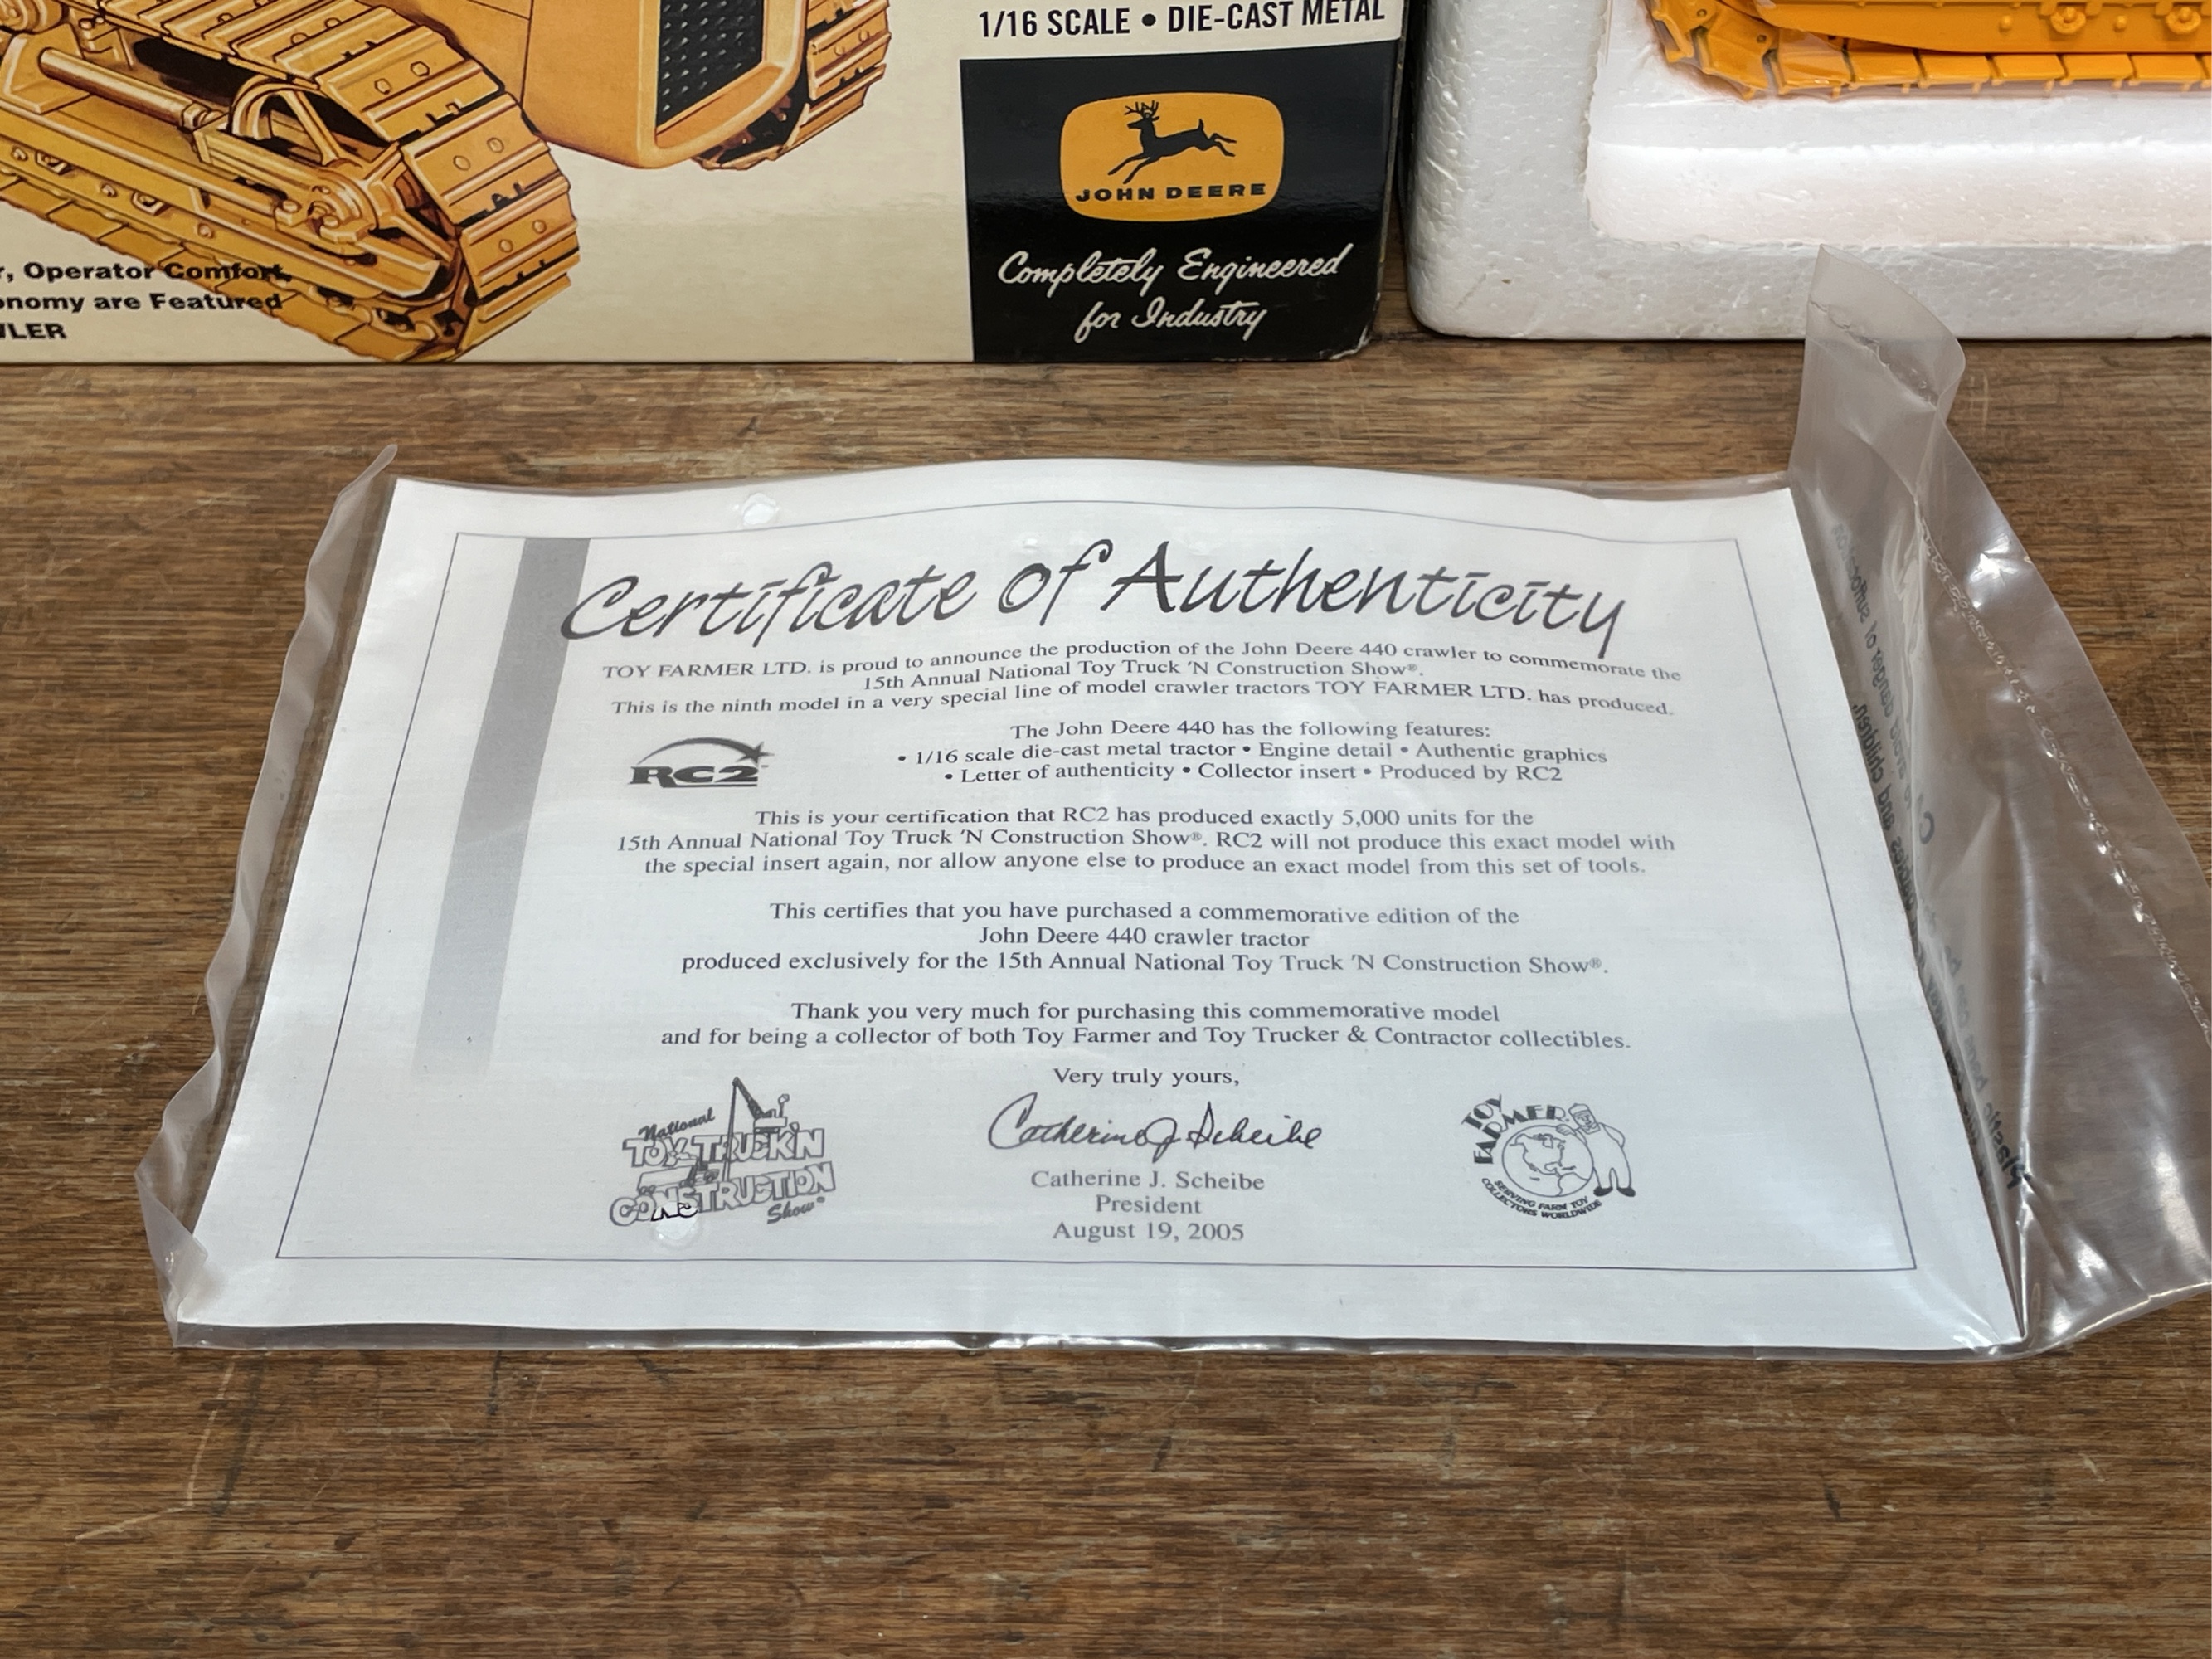 1/16 SCALE • DIE-CAST METAL
JOHN DEERE
Completely Engineered
for Industry
Operator Comfort,
are Featured
Certificate of Authenticity
TOY FARMER LTD. is proud to announce the production of the John Deere 440 crawler to commemorate the
15th Annual National Toy Truck 'N Construction Show®.
This is the ninth model in a very special line of model crawler tractors TOY FARMER LTD. has produced.
The John Deere 440 has the following features:
• 1/16 scale die-cast metal tractor • Engine detail • Authentic graphics
• Letter of authenticity • Collector insert • Produced by RC2
RC2
This is your certification that RC2 has produced exactly 5,000 units for the
15th Annual National Toy Truck 'N Construction Show®. RC2 will not produce this exact model with
the special insert again, nor allow anyone else to produce an exact model from this set of tools.
This certifies that you have purchased a commemorative edition of the
John Deere 440 crawler tractor
produced exclusively for the 15th Annual National Toy Truck 'N Construction Show®.
Thank you very much for purchasing this commemorative model
and for being a collector of both Toy Farmer and Toy Trucker & Contractor collectibles.
Very truly yours,
Catherine J Scheibe
Catherine J. Scheibe
President
August 19, 2005
National
TOY TRUCK'N
CONSTRUCTION
Show®
TOY
FARMER
SERVING FARM TOY
COLLECTORS WORLDWIDE